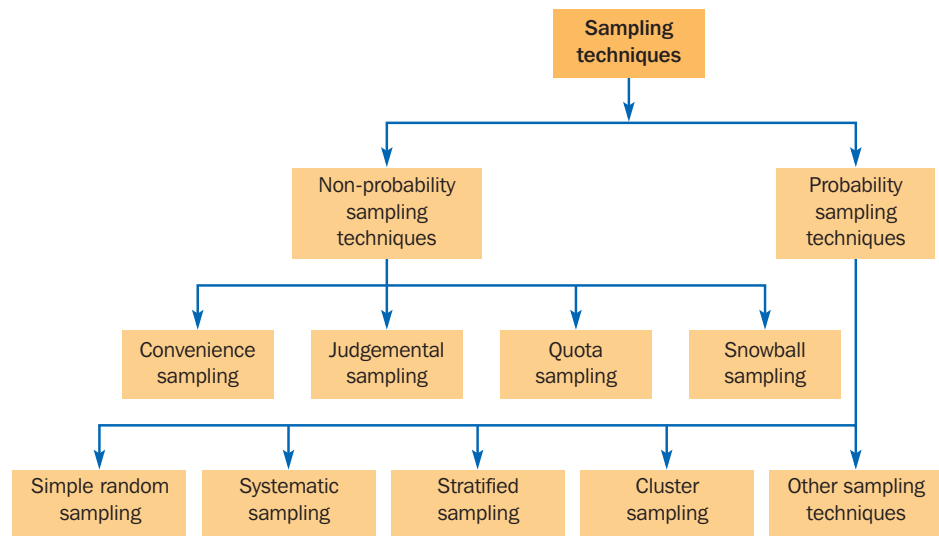 Sampling
techniques
Non-probability
sampling
techniques
Probability
sampling
techniques
Convenience
sampling
Judgemental
sampling
Quota
sampling
Snowball
sampling
Simple random
sampling
Systematic
sampling
Stratified
sampling
Cluster
sampling
Other sampling
techniques